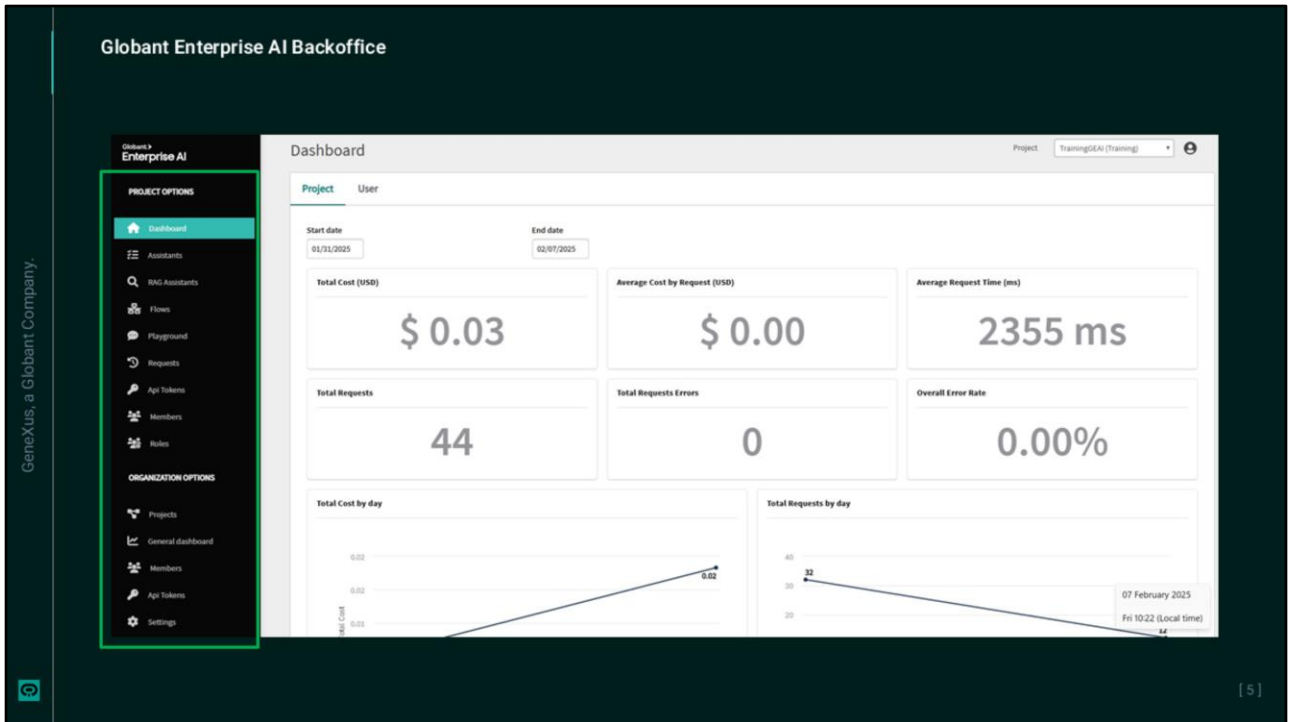 Globant Enterprise AI Backoffice
GeneXus, a Globant Company.
Globant>
Enterprise AI
PROJECT OPTIONS
Dashboard
Assistants
RAG Assistants
Flows
Playground
Requests
Api Tokens
Members
Roles
ORGANIZATION OPTIONS
Projects
General dashboard
Members
Api Tokens
Settings
Dashboard
Project TrainingGEAI (Training)
Project User
Start date End date
01/31/2025 02/07/2025
Total Cost (USD)
$ 0.03
Average Cost by Request (USD)
$ 0.00
Average Request Time (ms)
2355 ms
Total Requests
44
Total Requests Errors
0
Overall Error Rate
0.00%
Total Cost by day
0.02
0.02
0.02
0.01
Total Cost
Total Requests by day
40
32
30
20
12
07 February 2025
Fri 10:22 (Local time)
[ 5 ]